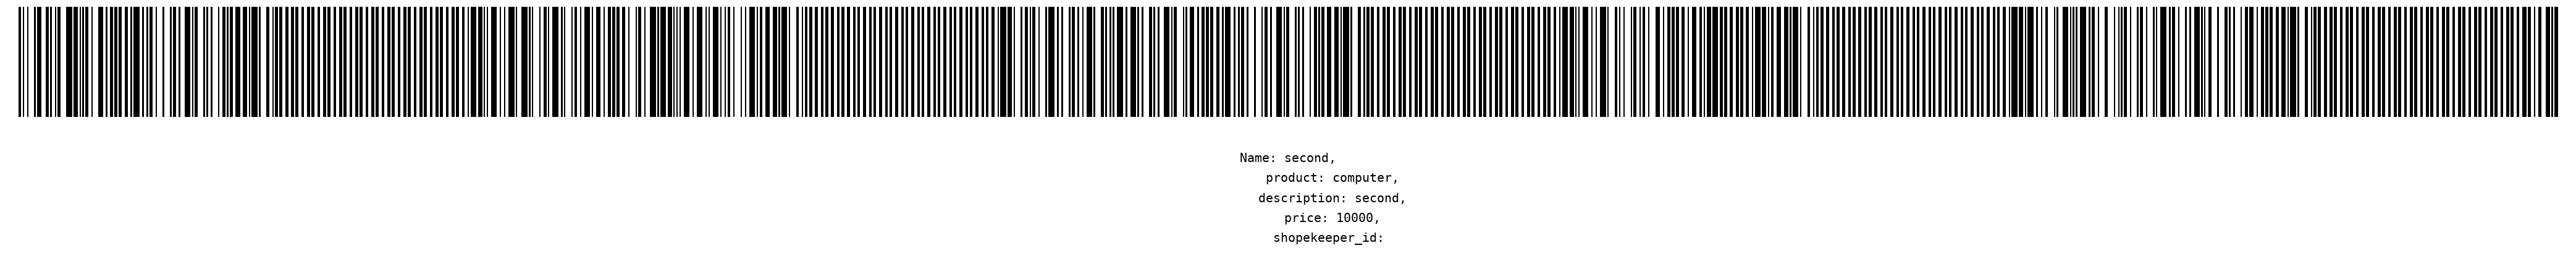 Name: second,
product: computer,
description: second,
price: 10000,
shopekeeper_id: